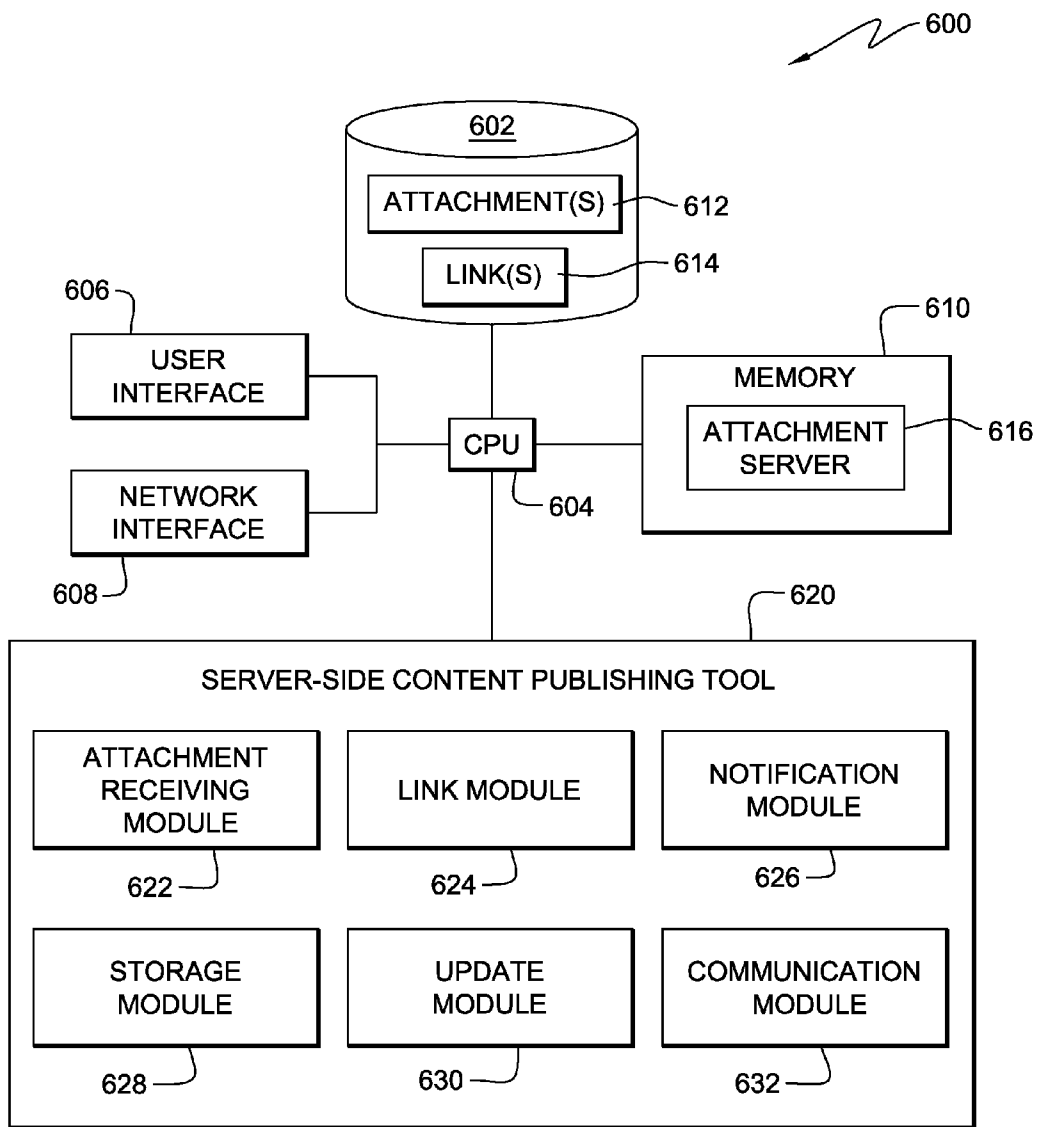 600
602
ATTACHMENT(S)
612
LINK(S)
614
606
USER
INTERFACE
610
MEMORY
ATTACHMENT
SERVER
616
CPU
604
NETWORK
INTERFACE
608
620
SERVER-SIDE CONTENT PUBLISHING TOOL
ATTACHMENT
RECEIVING
MODULE
622
LINK MODULE
624
NOTIFICATION
MODULE
626
STORAGE
MODULE
628
UPDATE
MODULE
630
COMMUNICATION
MODULE
632